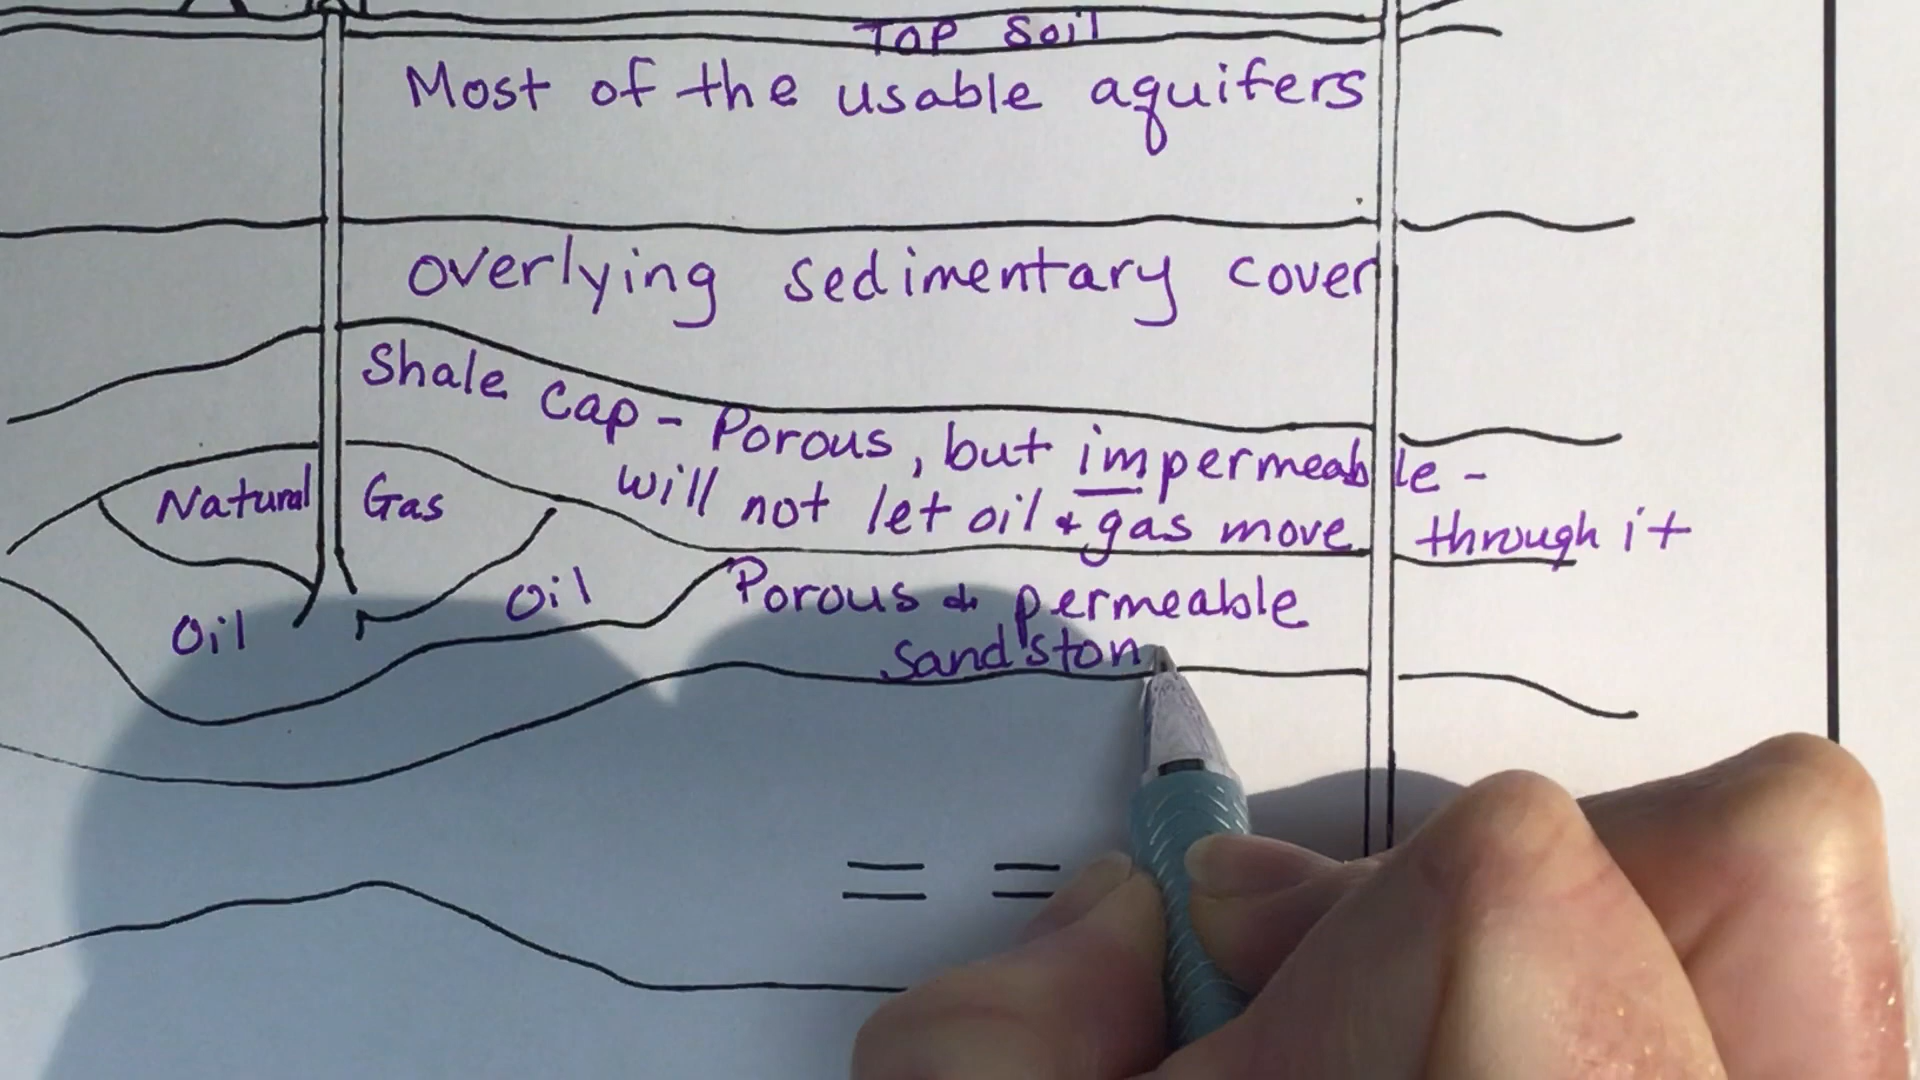 Top Soil
Most of the usable aquifers
Overlying sedimentary cover
Shale Cap - Porous, but impermeable -
will not let oil & gas move through it
Natural Gas
Oil
Oil
Porous & permeable
Sandston